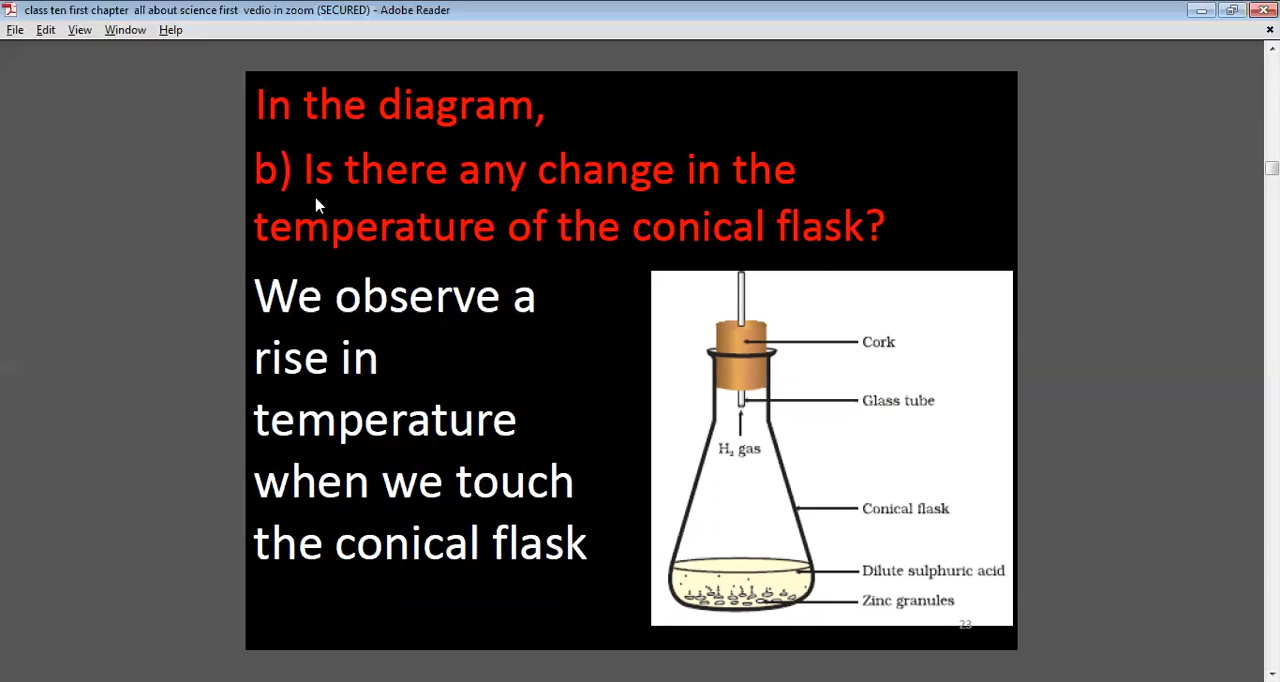 class ten first chapter all about science first vedio in zoom (SECURED) - Adobe Reader
File Edit View Window Help
In the diagram,
b) Is there any change in the
temperature of the conical flask?
We observe a
rise in
temperature
when we touch
the conical flask
Cork
Glass tube
H₂ gas
Conical flask
Dilute sulphuric acid
Zinc granules
23